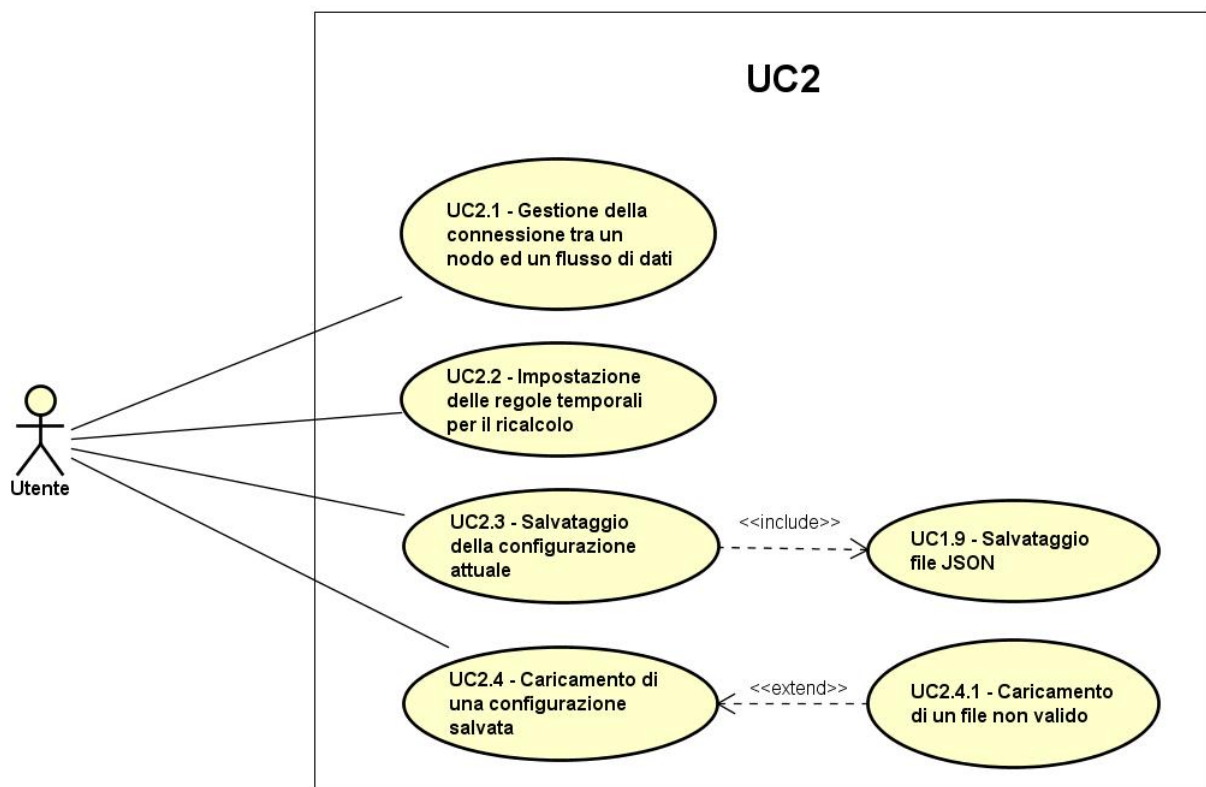 UC2
UC2.1 - Gestione della
connessione tra un
nodo ed un flusso di dati
UC2.2 - Impostazione
delle regole temporali
per il ricalcolo
Utente
UC2.3 - Salvataggio
della configurazione
attuale
<<include>>
UC1.9 - Salvataggio
file JSON
UC2.4 - Caricamento di
una configurazione
salvata
<<extend>>
UC2.4.1 - Caricamento
di un file non valido